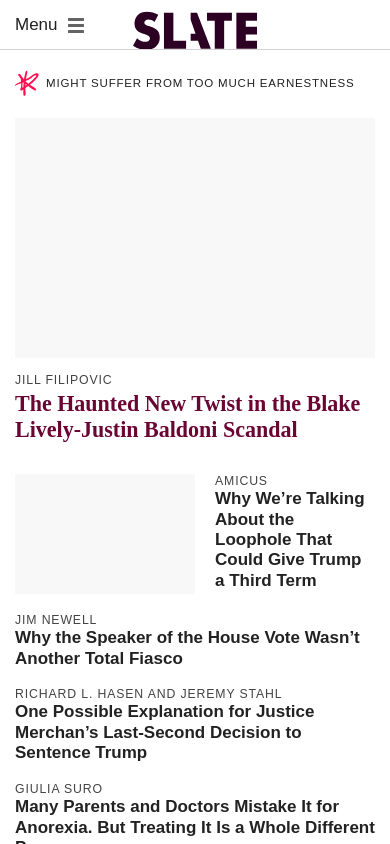 Menu
SLATE
MIGHT SUFFER FROM TOO MUCH EARNESTNESS
JILL FILIPOVIC
The Haunted New Twist in the Blake
Lively-Justin Baldoni Scandal
AMICUS
Why We’re Talking
About the
Loophole That
Could Give Trump
a Third Term
JIM NEWELL
Why the Speaker of the House Vote Wasn’t
Another Total Fiasco
RICHARD L. HASEN AND JEREMY STAHL
One Possible Explanation for Justice
Merchan’s Last-Second Decision to
Sentence Trump
GIULIA SURO
Many Parents and Doctors Mistake It for
Anorexia. But Treating It Is a Whole Different